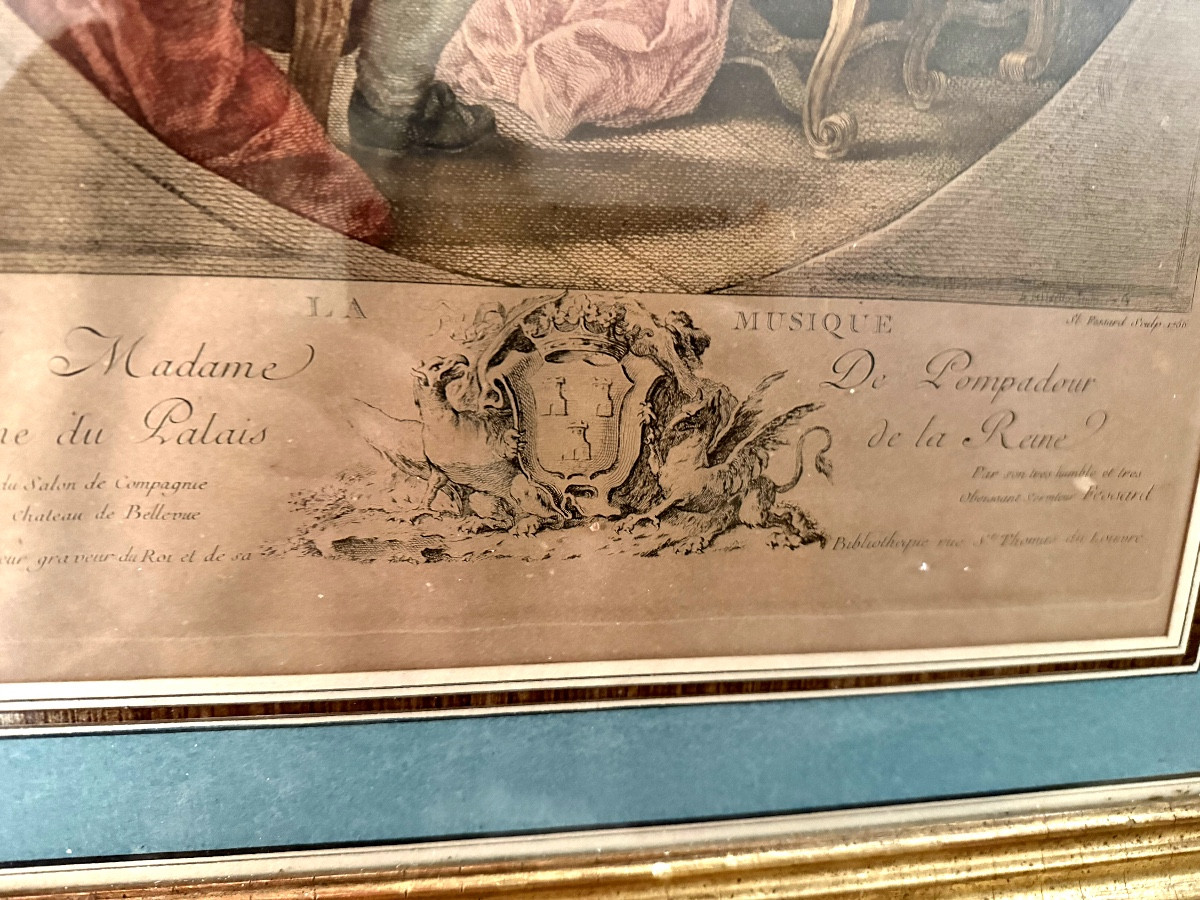 LA MUSIQUE
St. Fessard Sculp. 1756
Madame De Pompadour
du Palais de la Reine
du Salon de Compagnie Par son tres humble et tres
Chateau de Bellevue Obeissant Serviteur Fessard
graveur du Roi et de sa Bibliotheque rue St. Thomas du Louvre